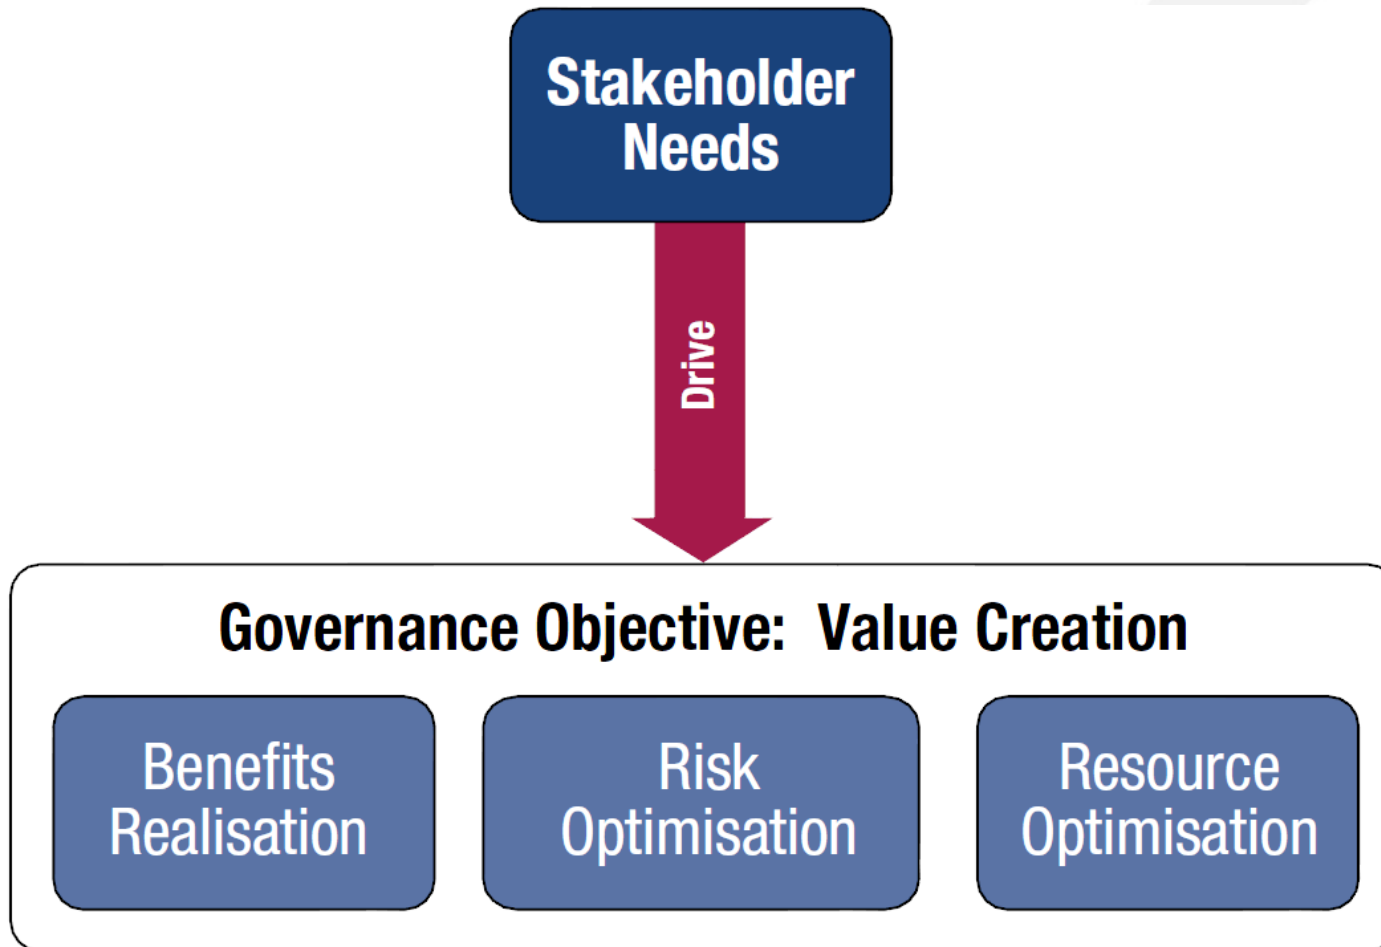 Stakeholder
Needs
Drive
Governance Objective:  Value Creation
Benefits
Realisation
Risk
Optimisation
Resource
Optimisation